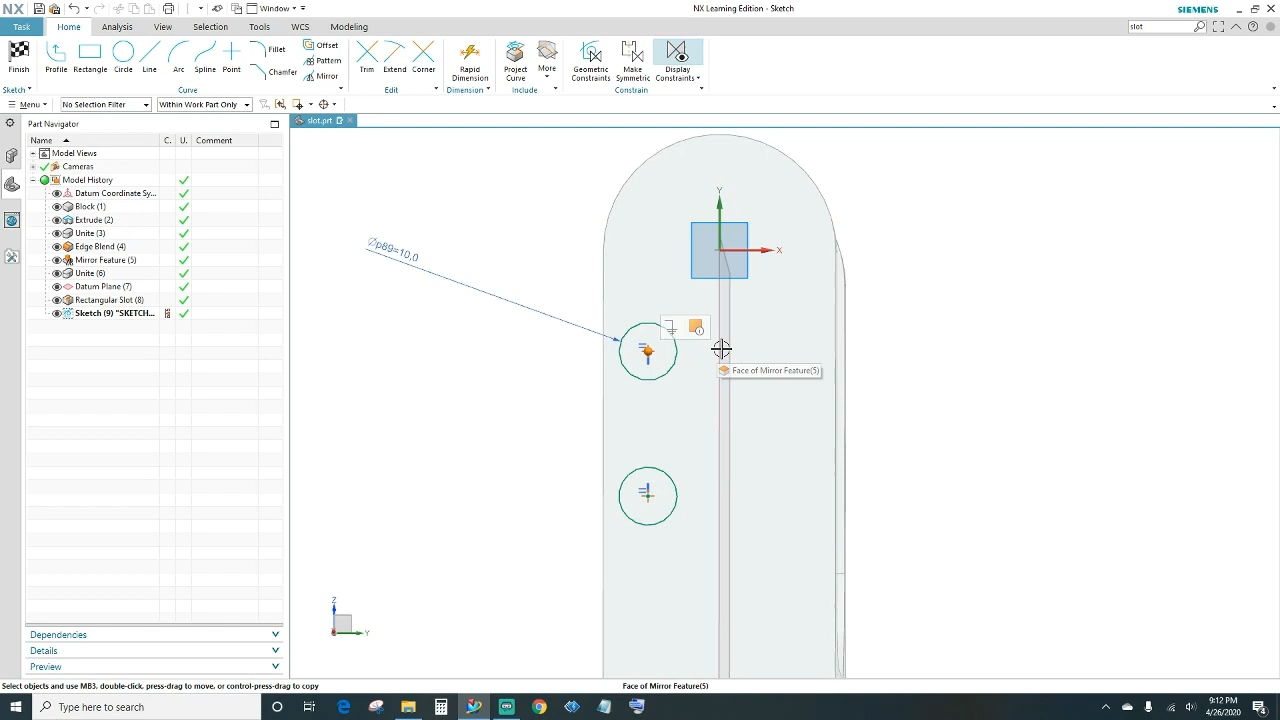 NX
Window
NX Learning Edition - Sketch
SIEMENS
Task
Home
Analysis
View
Selection
Tools
WCS
Modeling
slot
Finish
Profile
Rectangle
Circle
Line
Arc
Spline
Point
Fillet
Chamfer
Offset
Pattern
Mirror
Trim
Extend
Corner
Rapid
Dimension
Project
Curve
More
Geometric
Constraints
Make
Symmetric
Display
Constraints
Sketch
Curve
Edit
Dimension
Include
Constrain
Menu
No Selection Filter
Within Work Part Only
Part Navigator
slot.prt
Name
C.
U.
Comment
Model Views
Cameras
Model History
Datum Coordinate Sy...
Block (1)
Extrude (2)
Unite (3)
Edge Blend (4)
Mirror Feature (5)
Unite (6)
Datum Plane (7)
Rectangular Slot (8)
Sketch (9) "SKETCH...
Y
X
∅p89=10,0
Face of Mirror Feature(5)
Z
Y
Dependencies
Details
Preview
Select objects and use MB3, double-click, press-drag to move, or control-press-drag to copy
Face of Mirror Feature(5)
Type here to search
9:12 PM
4/26/2020